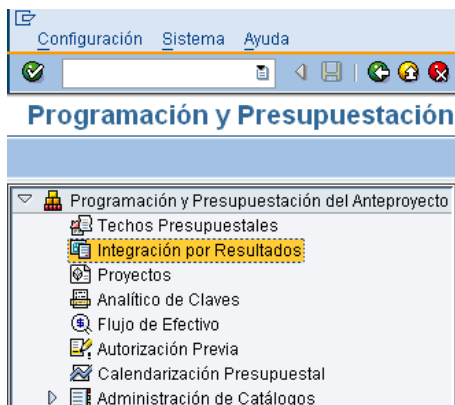 Configuración Sistema Ayuda
Programación y Presupuestación
Programación y Presupuestación del Anteproyecto
Techos Presupuestales
Integración por Resultados
Proyectos
Analítico de Claves
Flujo de Efectivo
Autorización Previa
Calendarización Presupuestal
Administración de Catálogos